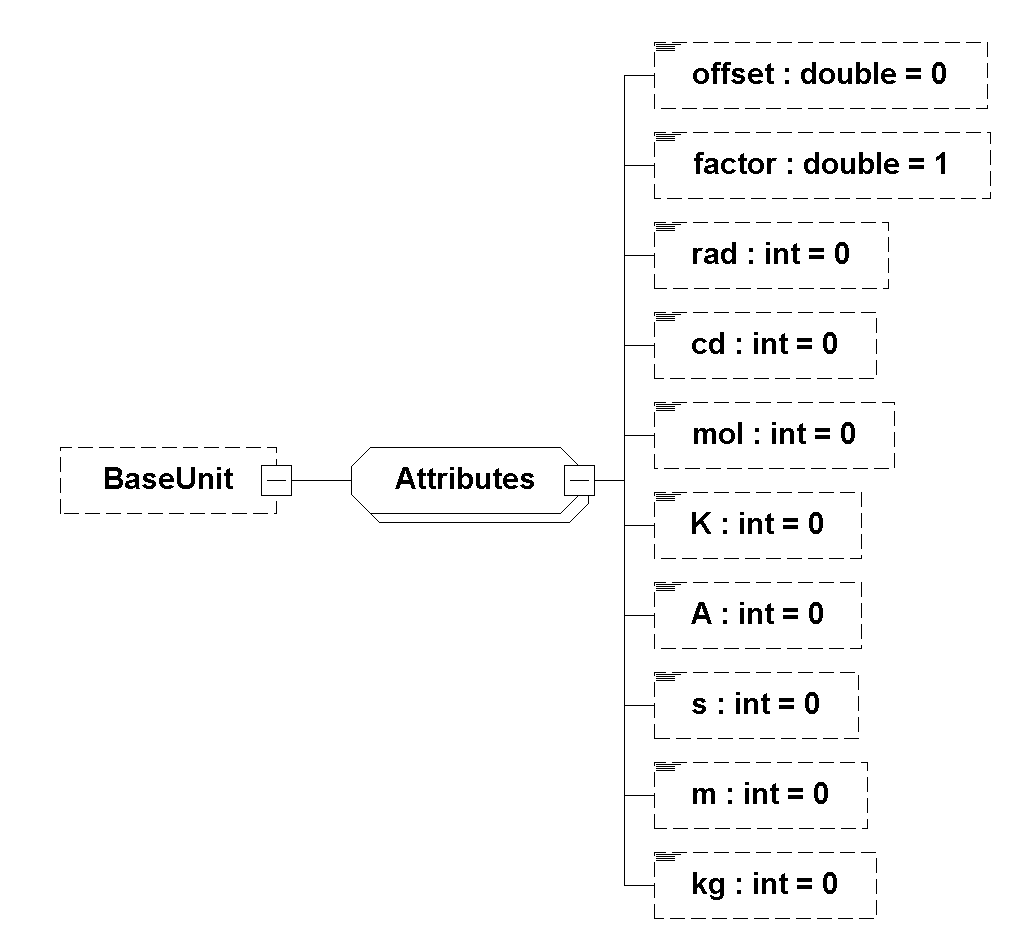 offset : double = 0
factor : double = 1
rad : int = 0
cd : int = 0
mol : int = 0
BaseUnit
Attributes
K : int = 0
A : int = 0
s : int = 0
m : int = 0
kg : int = 0